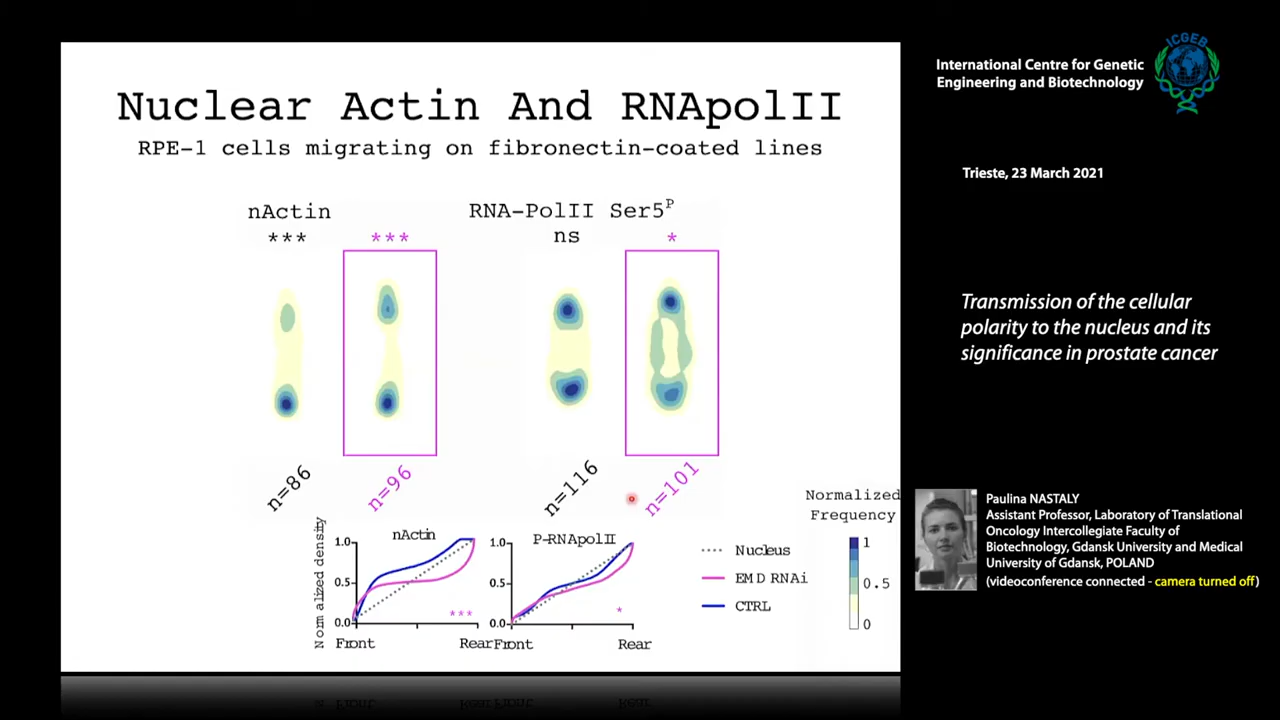 Nuclear Actin And RNApolII
RPE-1 cells migrating on fibronectin-coated lines
nActin
RNA-PolII Ser5P
***
***
ns
*
n=86
n=96
n=116
n=101
Normalized
Frequency
1
0.5
0
Normalized density
nActin
1.0
0.5
0.0
***
Front
Rear
P-RNApolII
1.0
0.5
0.0
*
Front
Rear
Nucleus
EMD RNAi
CTRL
International Centre for Genetic
Engineering and Biotechnology
ICGEB
Trieste, 23 March 2021
Transmission of the cellular
polarity to the nucleus and its
significance in prostate cancer
Paulina NASTALY
Assistant Professor, Laboratory of Translational
Oncology Intercollegiate Faculty of
Biotechnology, Gdansk University and Medical
University of Gdansk, POLAND
(videoconference connected - camera turned off)